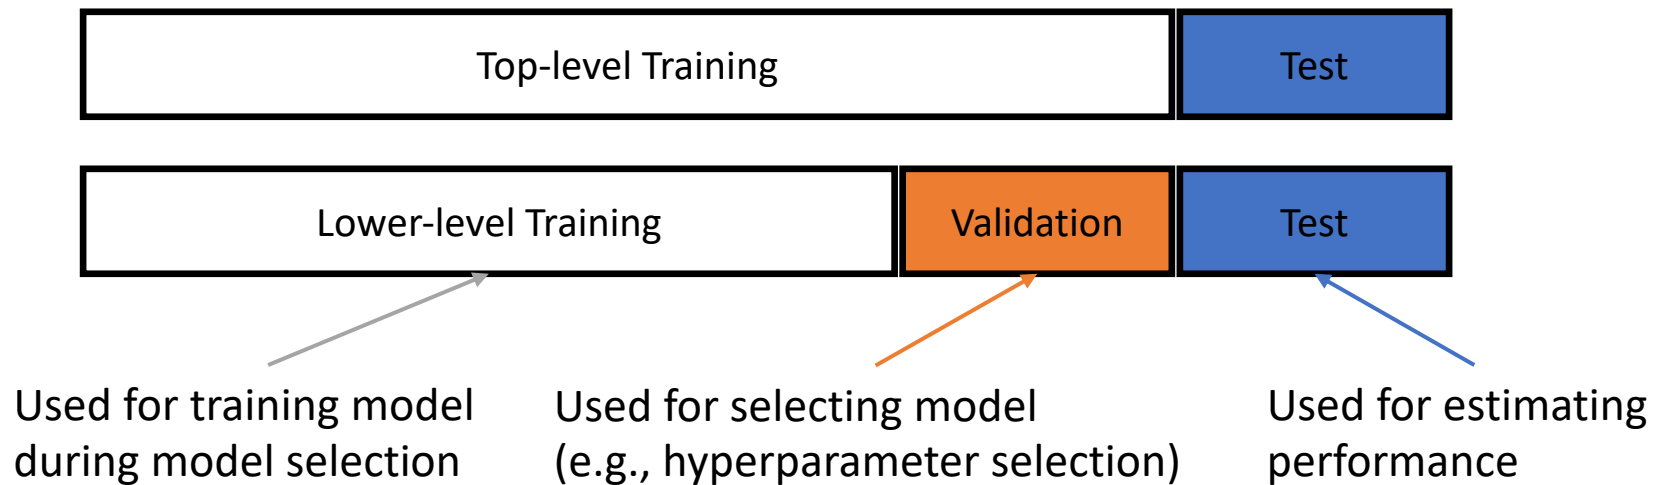 Top-level Training
Test
Lower-level Training
Validation
Test
Used for training model
during model selection
Used for selecting model
(e.g., hyperparameter selection)
Used for estimating
performance